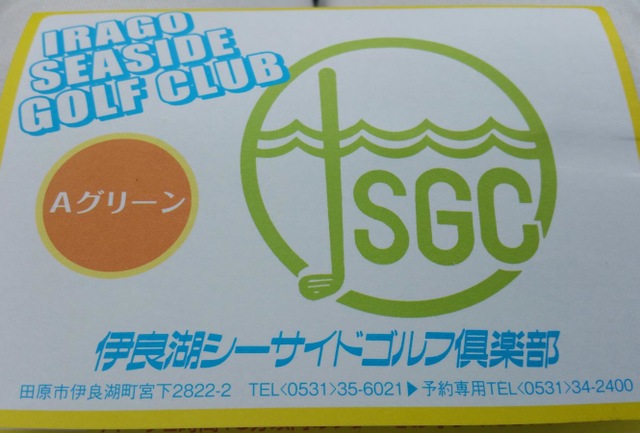 IRAGO
SEASIDE
GOLF CLUB
Aグリーン
ISGC
伊良湖シーサイドゴルフ倶楽部
田原市伊良湖町宮下2822-2 TEL〈0531〉35-6021▶予約専用TEL〈0531〉34-2400